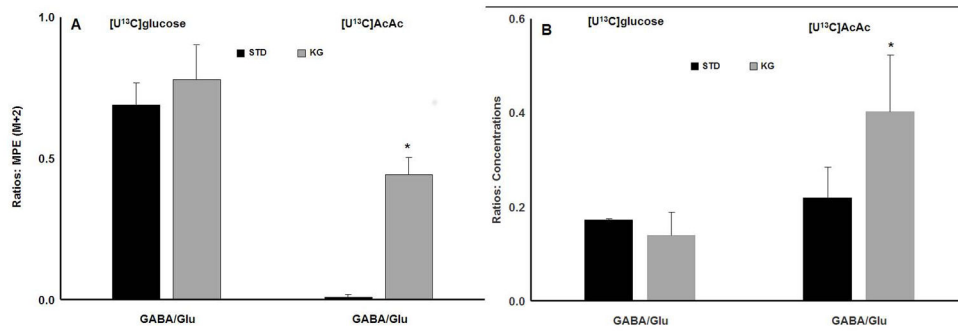 A
[U¹³C]glucose
[U¹³C]AcAc
STD
KG
*
1.0
0.5
0.0
Ratios: MPE (M+2)
GABA/Glu
GABA/Glu
B
[U¹³C]glucose
[U¹³C]AcAc
STD
KG
*
0.6
0.4
0.2
0.0
Ratios: Concentrations
GABA/Glu
GABA/Glu